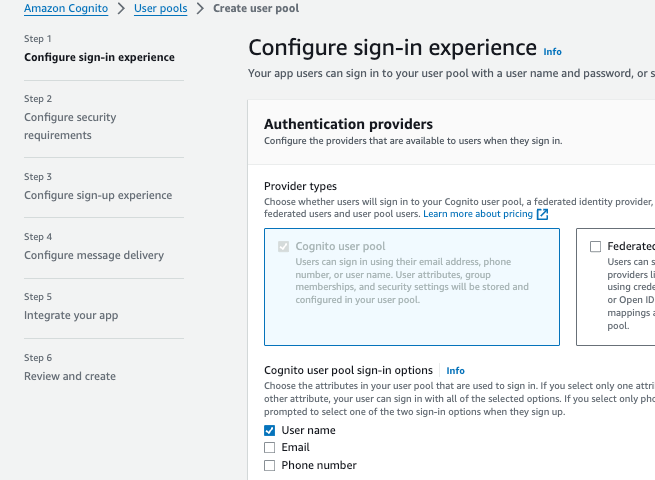 Amazon Cognito > User pools > Create user pool
Step 1
Configure sign-in experience
Step 2
Configure security
requirements
Step 3
Configure sign-up experience
Step 4
Configure message delivery
Step 5
Integrate your app
Step 6
Review and create
Configure sign-in experience Info
Your app users can sign in to your user pool with a user name and password, or s
Authentication providers
Configure the providers that are available to users when they sign in.
Provider types
Choose whether users will sign in to your Cognito user pool, a federated identity provider,
federated users and user pool users. Learn more about pricing
Cognito user pool
Users can sign in using their email address, phone
number, or user name. User attributes, group
memberships, and security settings will be stored and
configured in your user pool.
Federated
Users can s
providers li
using crede
or Open ID
mappings a
pool.
Cognito user pool sign-in options Info
Choose the attributes in your user pool that are used to sign in. If you select only one attri
other attribute, your user can sign in with all of the selected options. If you select only pho
prompted to select one of the two sign-in options when they sign up.
User name
Email
Phone number